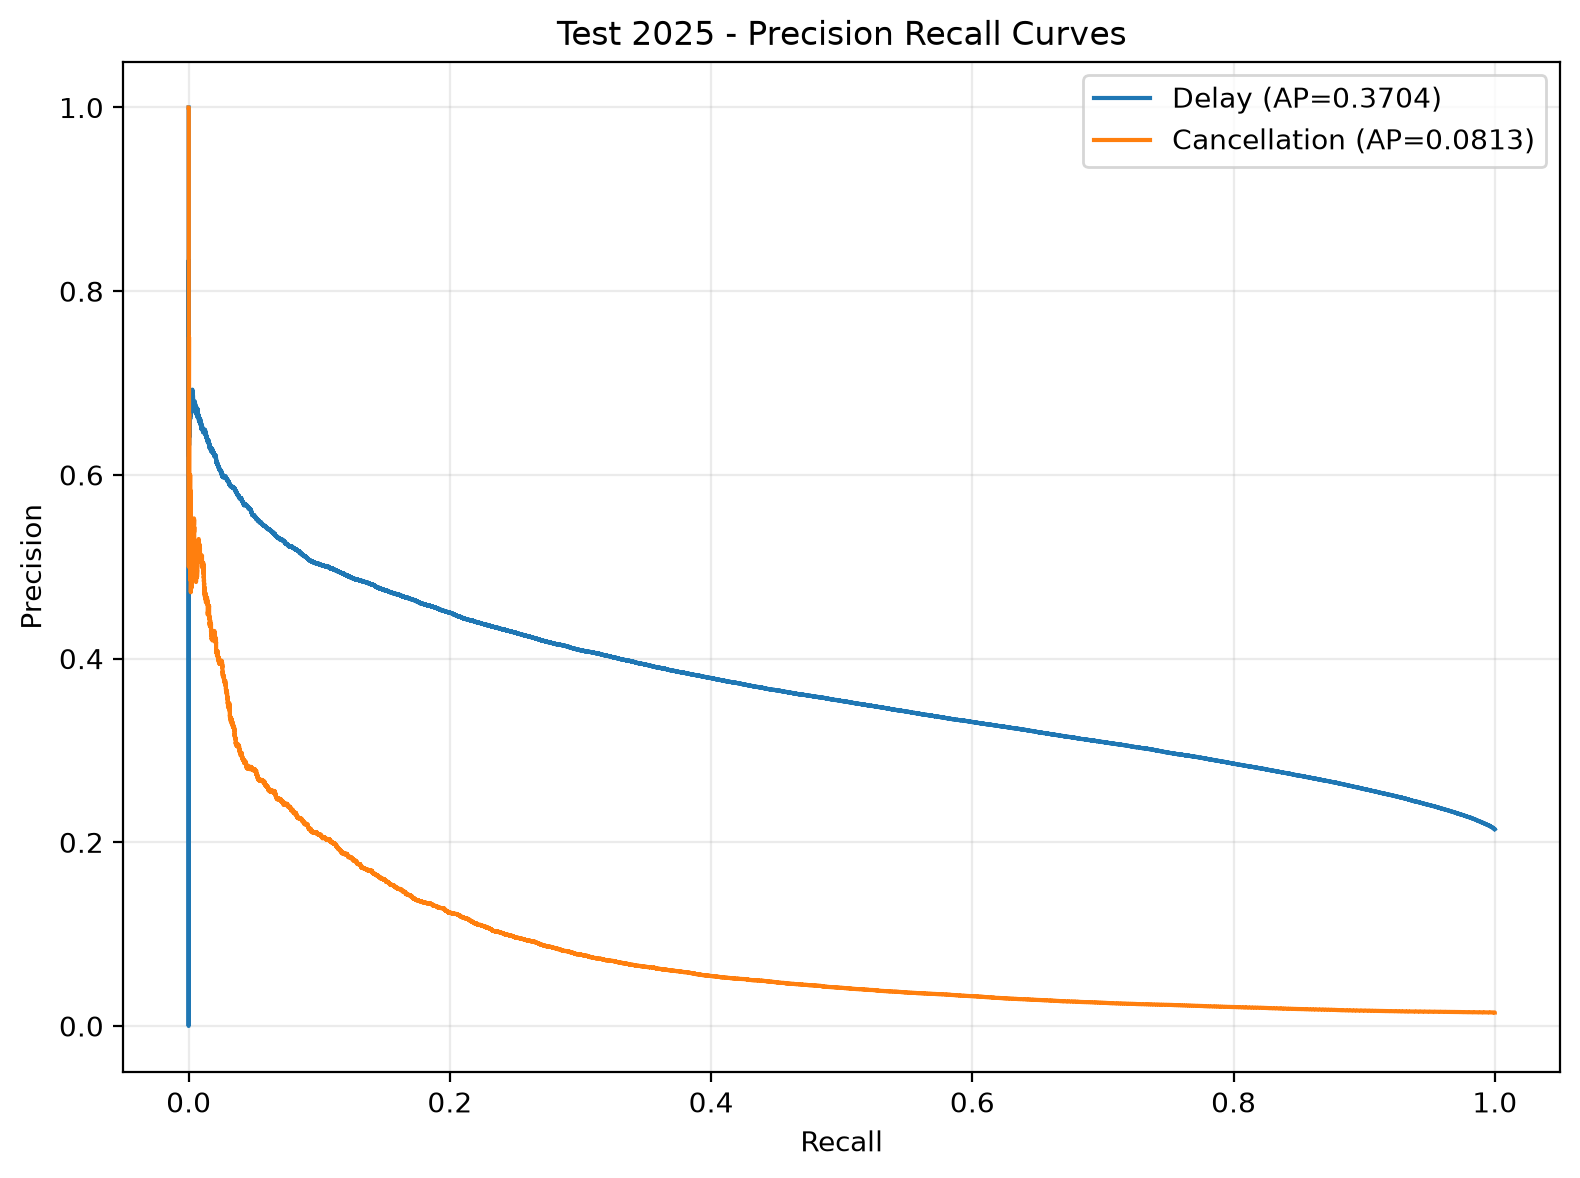 Test 2025 - Precision Recall Curves
Delay (AP=0.3704)
Cancellation (AP=0.0813)
1.0
0.8
0.6
0.4
0.2
0.0
Precision
0.0 0.2 0.4 0.6 0.8 1.0
Recall